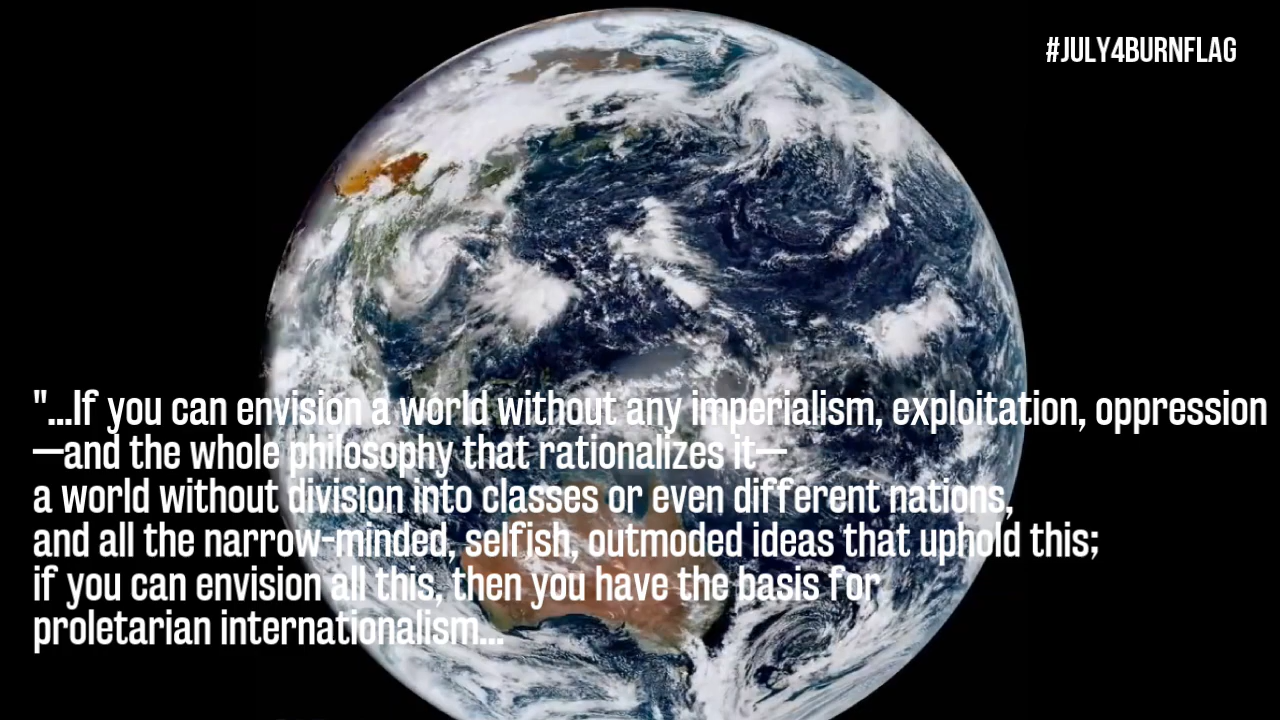 #JULY4BURNFLAG
"...If you can envision a world without any imperialism, exploitation, oppression
—and the whole philosophy that rationalizes it—
a world without division into classes or even different nations,
and all the narrow-minded, selfish, outmoded ideas that uphold this;
if you can envision all this, then you have the basis for
proletarian internationalism...